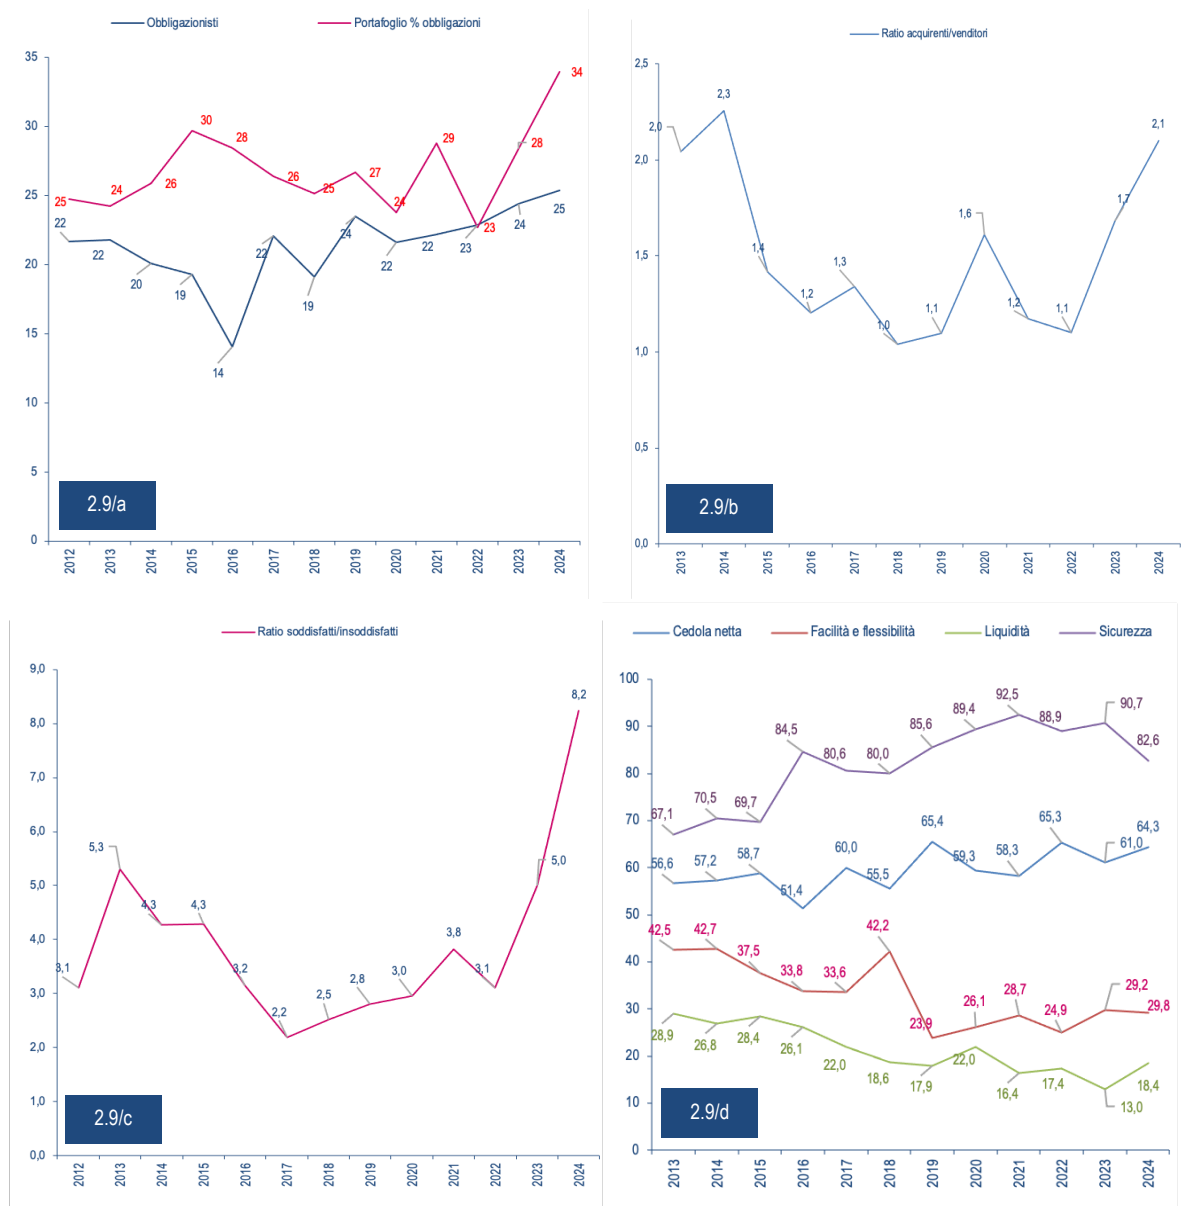 Obbligazionisti
Portafoglio % obbligazioni
35
30
25
20
15
10
5
0
25 24 26 30 28 26 25 27 24 29 23 28 34
22 22 20 19 14 22 19 24 22 22 23 24 25
2.9/a
2012 2013 2014 2015 2016 2017 2018 2019 2020 2021 2022 2023 2024
Ratio acquirenti/venditori
2,5
2,0
1,5
1,0
0,5
0,0
2,0 2,3 1,4 1,2 1,3 1,0 1,1 1,6 1,2 1,1 1,7 2,1
2.9/b
2013 2014 2015 2016 2017 2018 2019 2020 2021 2022 2023 2024
Ratio soddisfatti/insoddisfatti
9,0
8,0
7,0
6,0
5,0
4,0
3,0
2,0
1,0
0,0
3,1 5,3 4,3 4,3 3,2 2,2 2,5 2,8 3,0 3,8 3,1 5,0 8,2
2.9/c
2012 2013 2014 2015 2016 2017 2018 2019 2020 2021 2022 2023 2024
Cedola netta
Facilità e flessibilità
Liquidità
Sicurezza
100
90
80
70
60
50
40
30
20
10
0
67,1 70,5 69,7 84,5 80,6 80,0 85,6 89,4 92,5 88,9 90,7 82,6
56,6 57,2 58,7 51,4 60,0 55,5 65,4 59,3 58,3 65,3 61,0 64,3
42,5 42,7 37,5 33,8 33,6 42,2 23,9 26,1 28,7 24,9 29,2 29,8
28,9 26,8 28,4 26,1 22,0 18,6 17,9 22,0 16,4 17,4 13,0 18,4
2.9/d
2013 2014 2015 2016 2017 2018 2019 2020 2021 2022 2023 2024